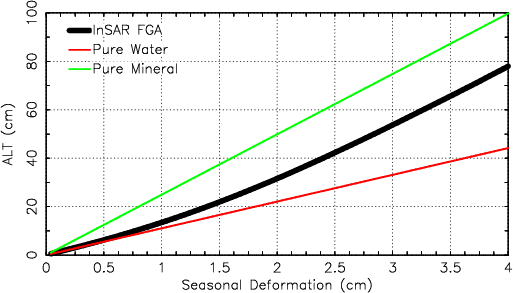 100
80
60
40
20
0
ALT (cm)
InSAR FGA
Pure Water
Pure Mineral
0 0.5 1 1.5 2 2.5 3 3.5 4
Seasonal Deformation (cm)